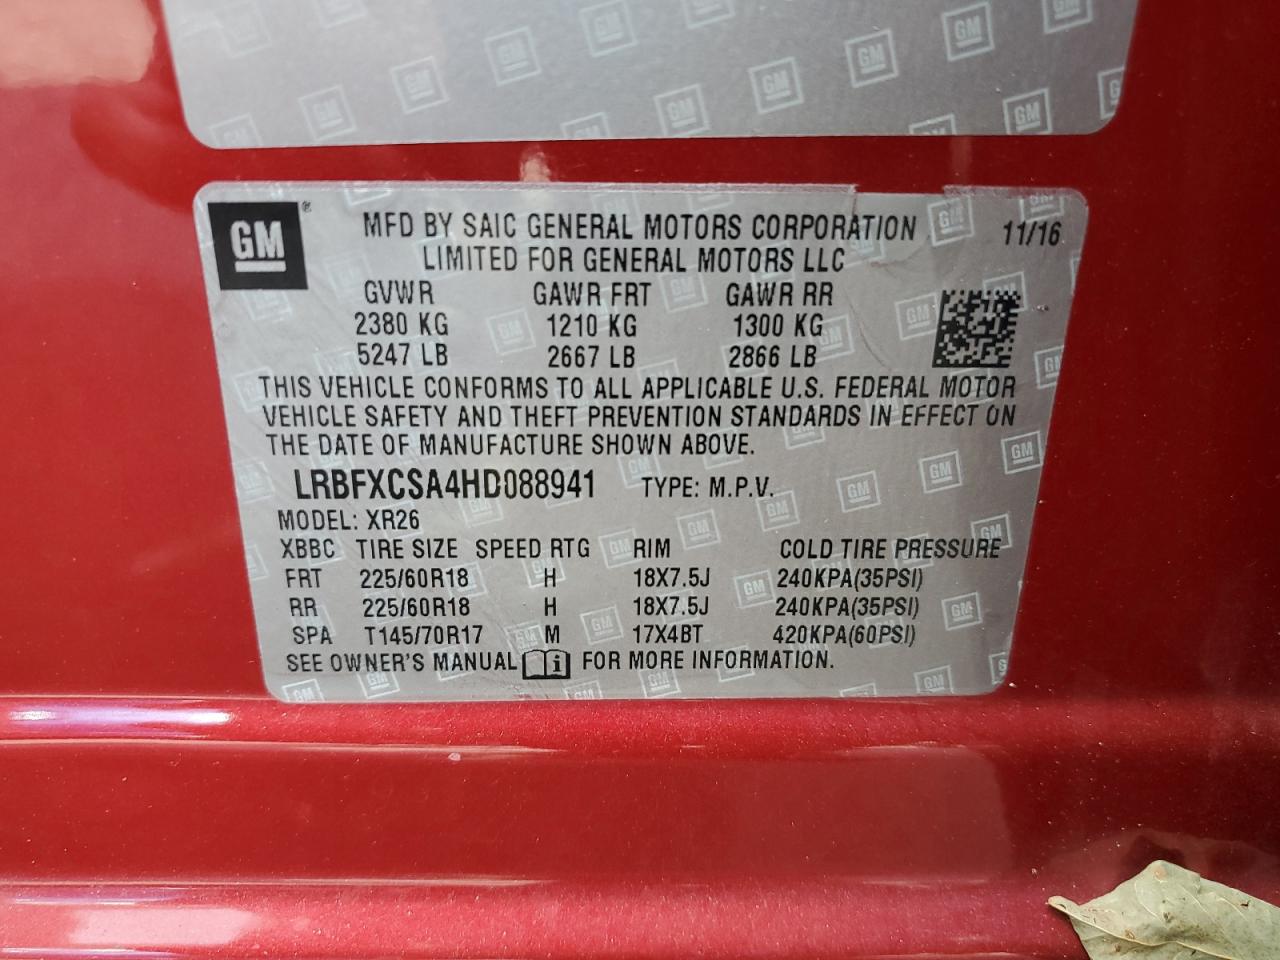 GM®
MFD BY SAIC GENERAL MOTORS CORPORATION 11/16
LIMITED FOR GENERAL MOTORS LLC
GVWR GAWR FRT GAWR RR
2380 KG 1210 KG 1300 KG
5247 LB 2667 LB 2866 LB
THIS VEHICLE CONFORMS TO ALL APPLICABLE U.S. FEDERAL MOTOR
VEHICLE SAFETY AND THEFT PREVENTION STANDARDS IN EFFECT ON
THE DATE OF MANUFACTURE SHOWN ABOVE.
LRBFXCSA4HD088941 TYPE: M.P.V.
MODEL: XR26
XBBC TIRE SIZE SPEED RTG RIM COLD TIRE PRESSURE
FRT 225/60R18 H 18X7.5J 240KPA(35PSI)
RR 225/60R18 H 18X7.5J 240KPA(35PSI)
SPA T145/70R17 M 17X4BT 420KPA(60PSI)
SEE OWNER'S MANUAL i FOR MORE INFORMATION.